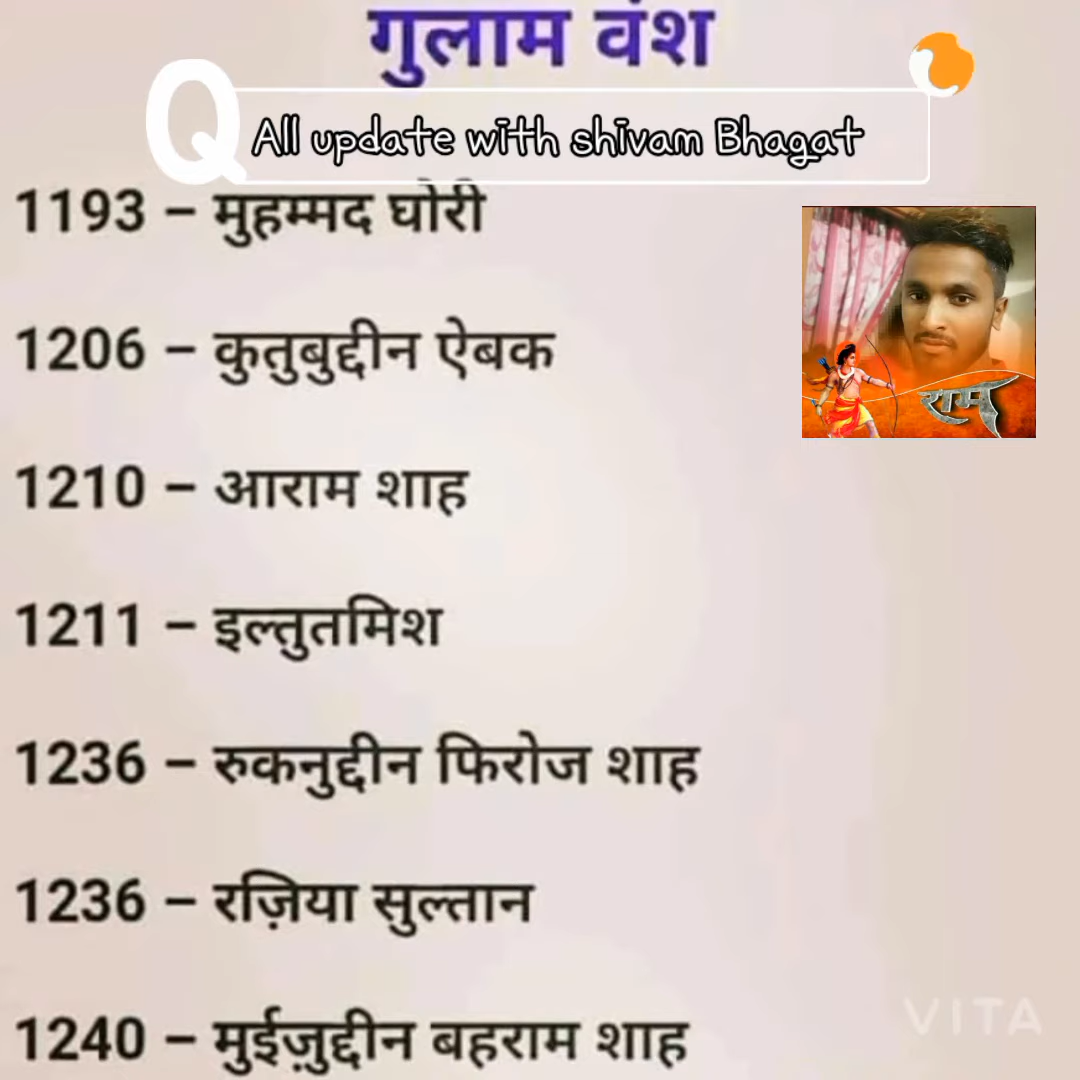 गुलाम वंश
Q All update with shivam Bhagat
1193 – मुहम्मद घोरी
1206 – कुतुबुद्दीन ऐबक
राम
1210 – आराम शाह
1211 – इल्तुतमिश
1236 – रुकनुद्दीन फिरोज शाह
1236 – रज़िया सुल्तान
1240 – मुईज़ुद्दीन बहराम शाह
VITA